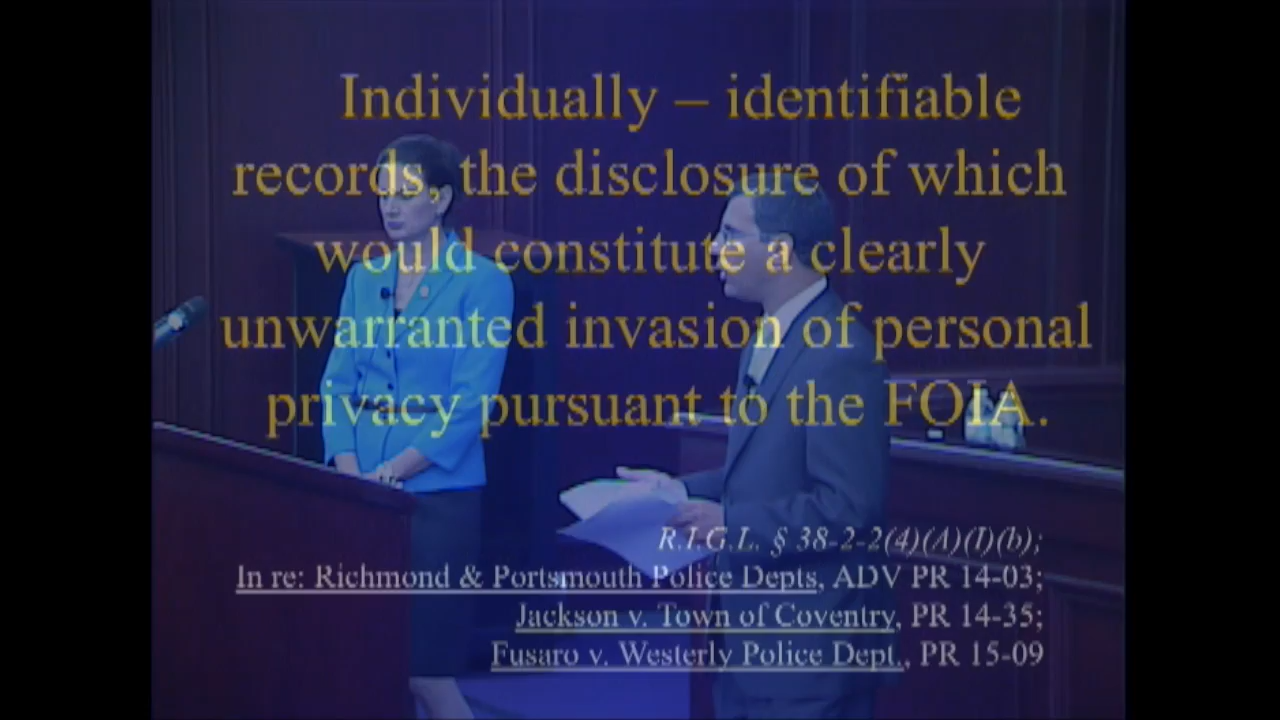 Individually – identifiable
records, the disclosure of which
would constitute a clearly
unwarranted invasion of personal
privacy pursuant to the FOIA.
R.I.G.L. § 38-2-2(4)(A)(I)(b);
In re: Richmond & Portsmouth Police Depts, ADV PR 14-03;
Jackson v. Town of Coventry, PR 14-35;
Fusaro v. Westerly Police Dept., PR 15-09